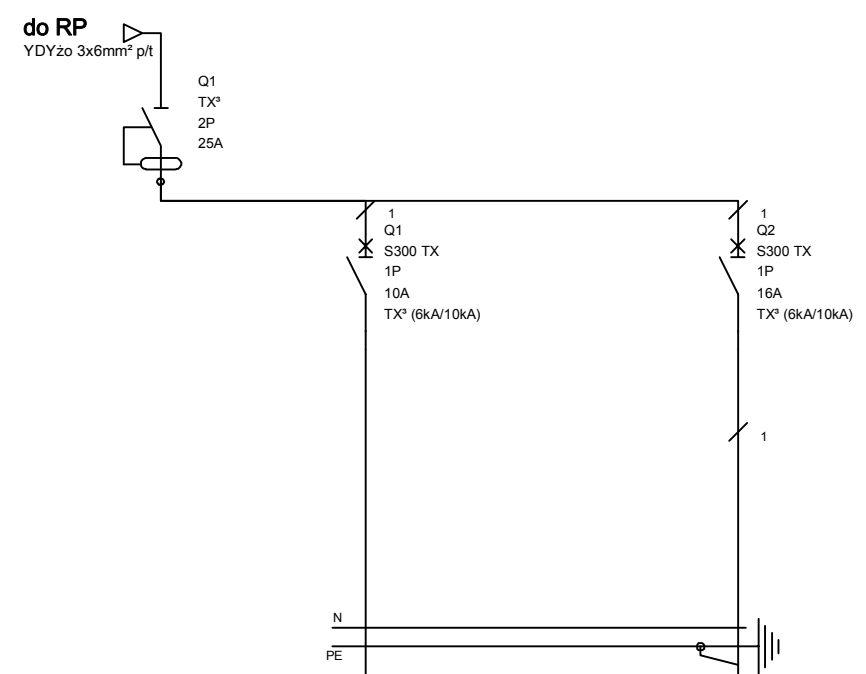 do RP
YDYżo 3x6mm² p/t
Q1
TX³
2P
25A
1
Q1
S300 TX
1P
10A
TX³ (6kA/10kA)
1
Q2
S300 TX
1P
16A
TX³ (6kA/10kA)
1
N
PE